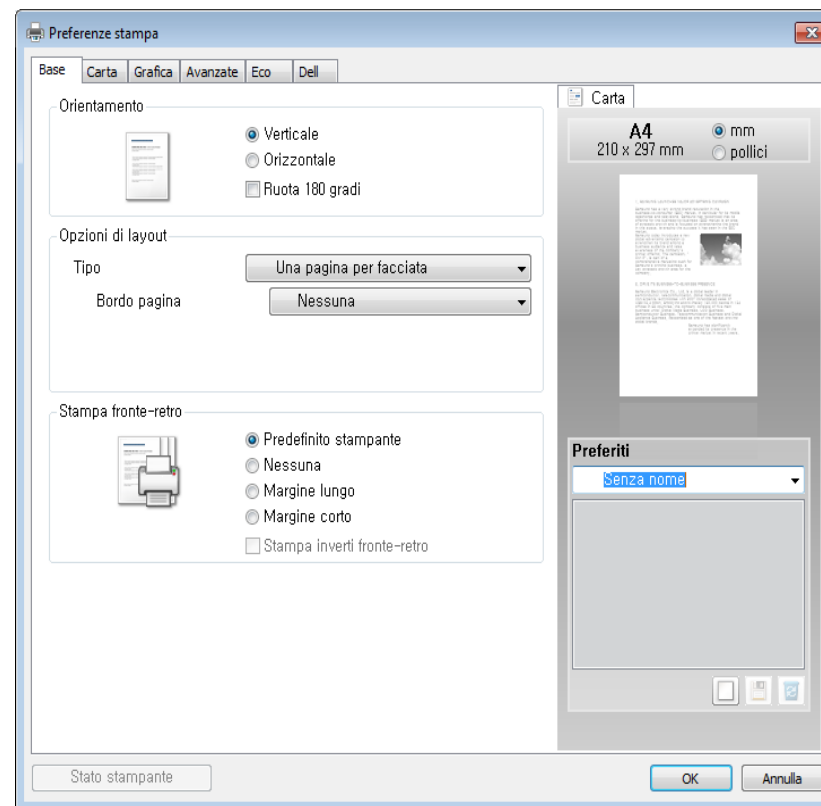 Preferenze stampa
Base Carta Grafica Avanzate Eco Dell
Orientamento
Verticale
Orizzontale
Ruota 180 gradi
Opzioni di layout
Tipo Una pagina per facciata
Bordo pagina Nessuna
Stampa fronte-retro
Predefinito stampante
Nessuna
Margine lungo
Margine corto
Stampa inverti fronte-retro
Carta
A4
210 x 297 mm
mm
pollici
Preferiti
Senza nome
Stato stampante
OK Annulla